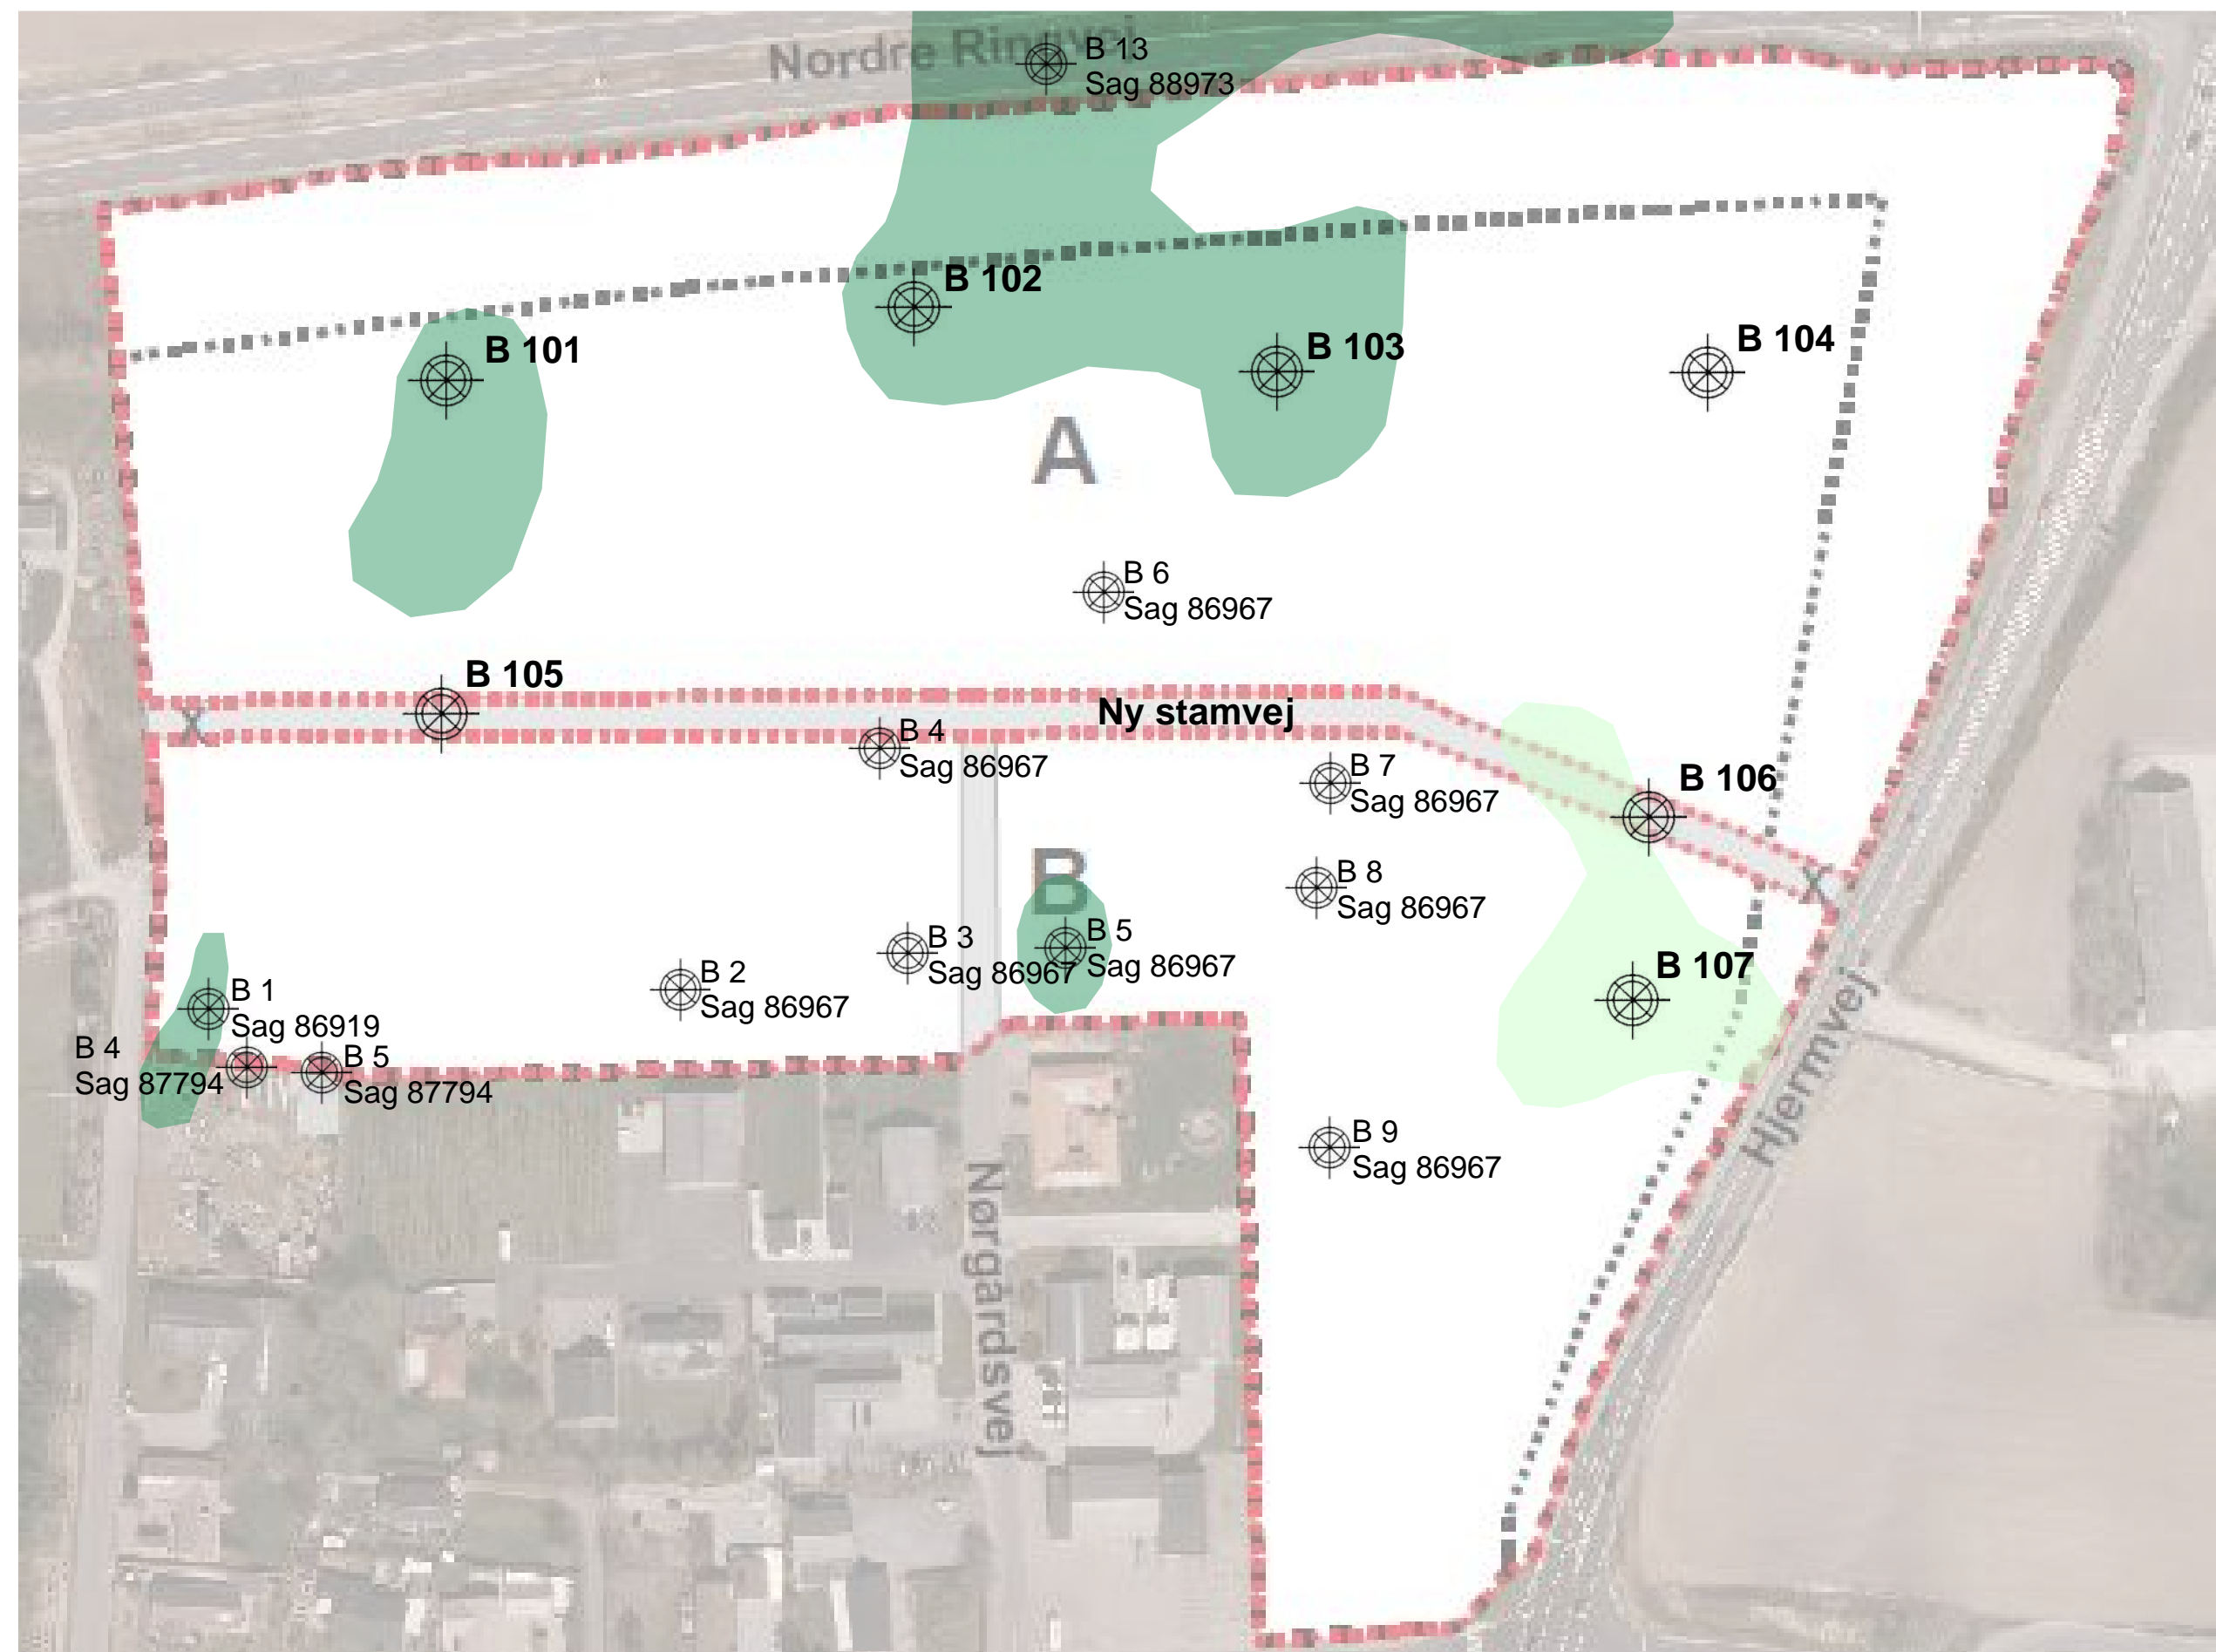 Nordre Ringvej
B 13
Sag 88973
B 102
B 101
B 103
B 104
A
B 6
Sag 86967
B 105
Ny stamvej
B 4
Sag 86967
B 7
Sag 86967
B 106
B
B 8
Sag 86967
B 3
Sag 86967
B 5
Sag 86967
B 107
B 2
Sag 86967
B 1
Sag 86919
B 4
Sag 87794
B 5
Sag 87794
Hjermvej
B 9
Sag 86967
Nørgårdsvej